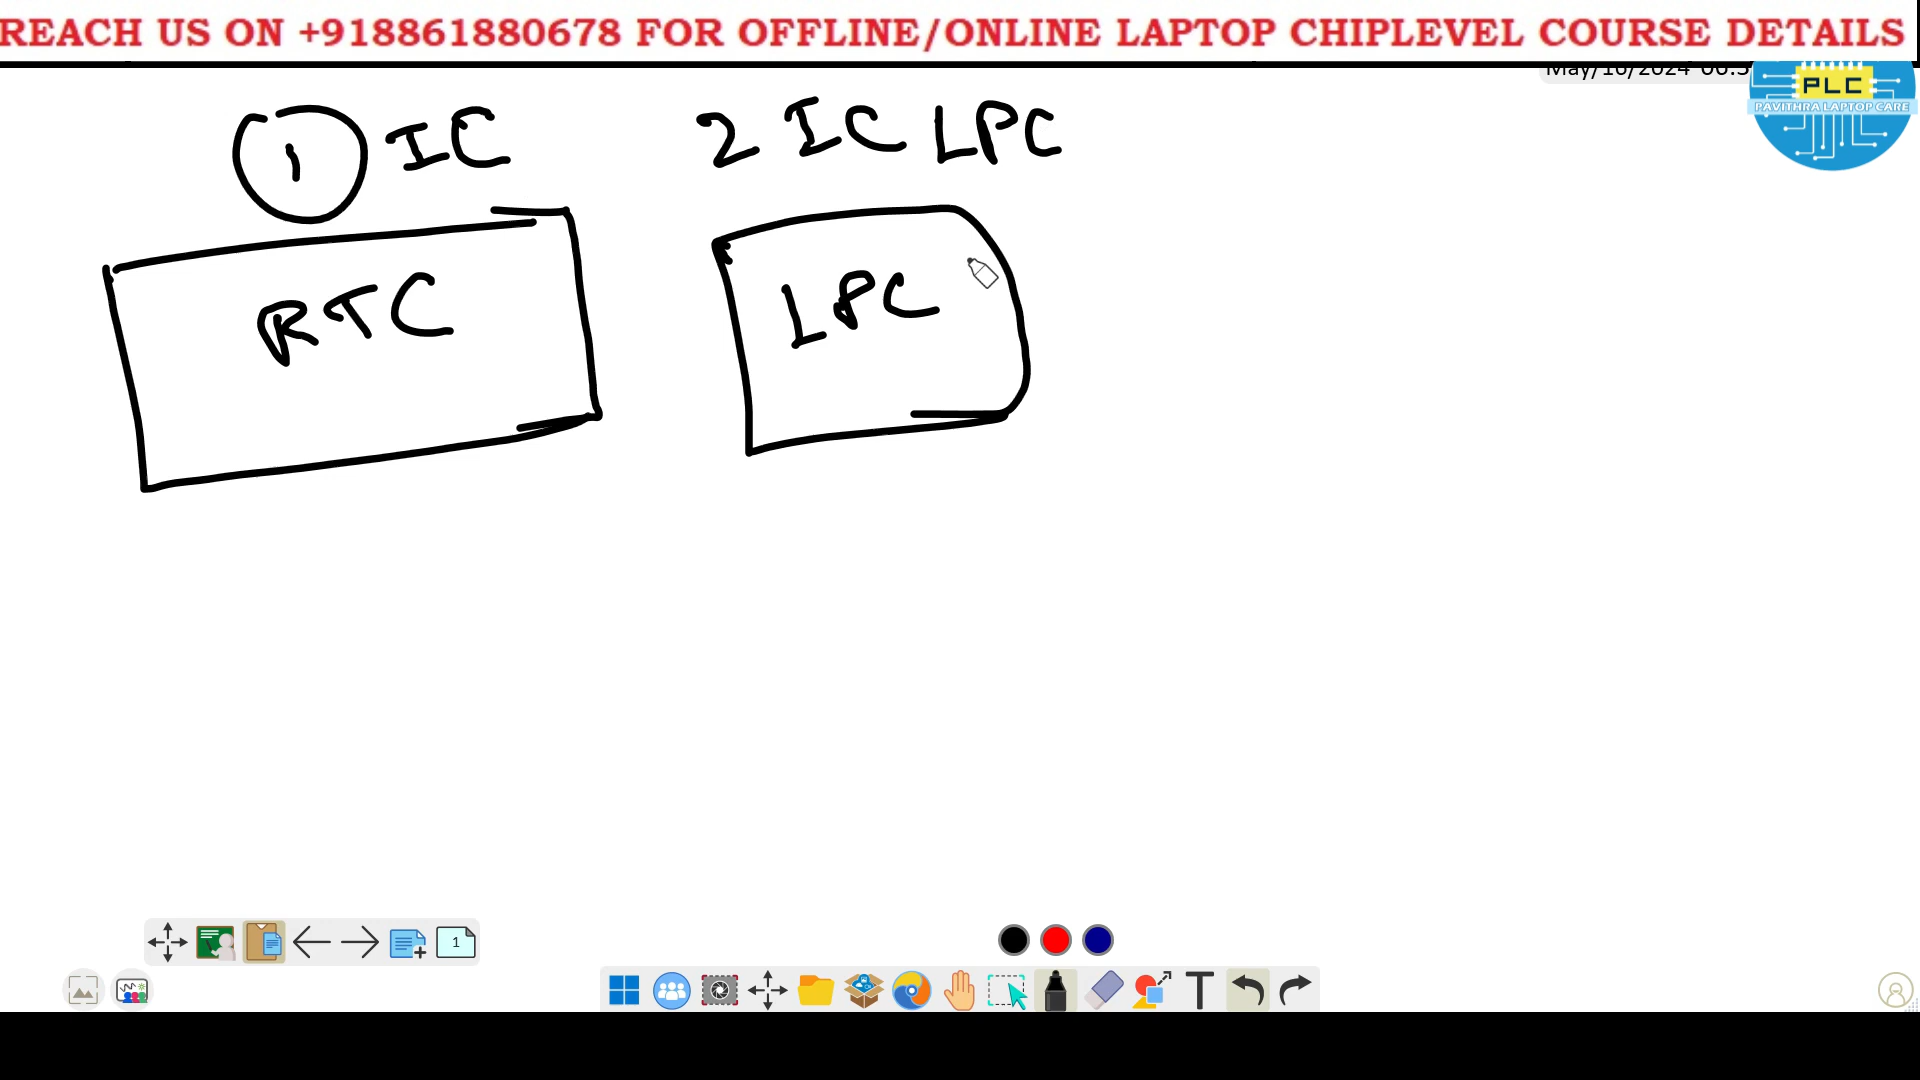 REACH US ON +918861880678 FOR OFFLINE/ONLINE LAPTOP CHIPLEVEL COURSE DETAILS
PLC
PAVITHRA LAPTOP CARE
1 IC 2 IC LPC
RTC LPC
1